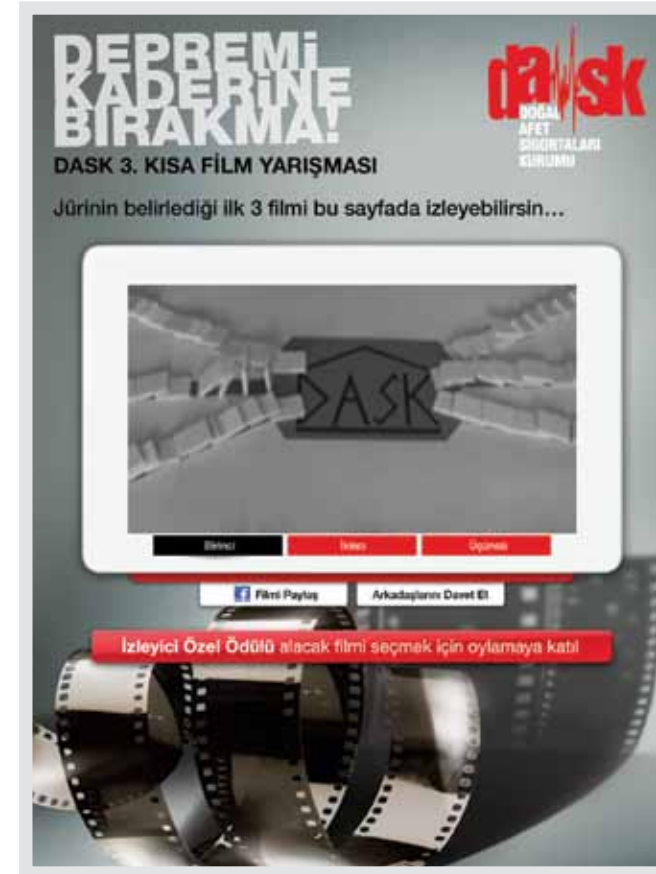 DEPREMİ
KADERİNE
BIRAKMA!
DASK 3. KISA FİLM YARIŞMASI
dask
DOĞAL
AFET
SİGORTALARI
KURUMU
Jürinin belirlediği ilk 3 filmi bu sayfada izleyebilirsin...
DASK
Birinci İkinci Üçüncü
Filmi Paylaş Arkadaşlarını Davet Et
İzleyici Özel Ödülü alacak filmi seçmek için oylamaya katıl